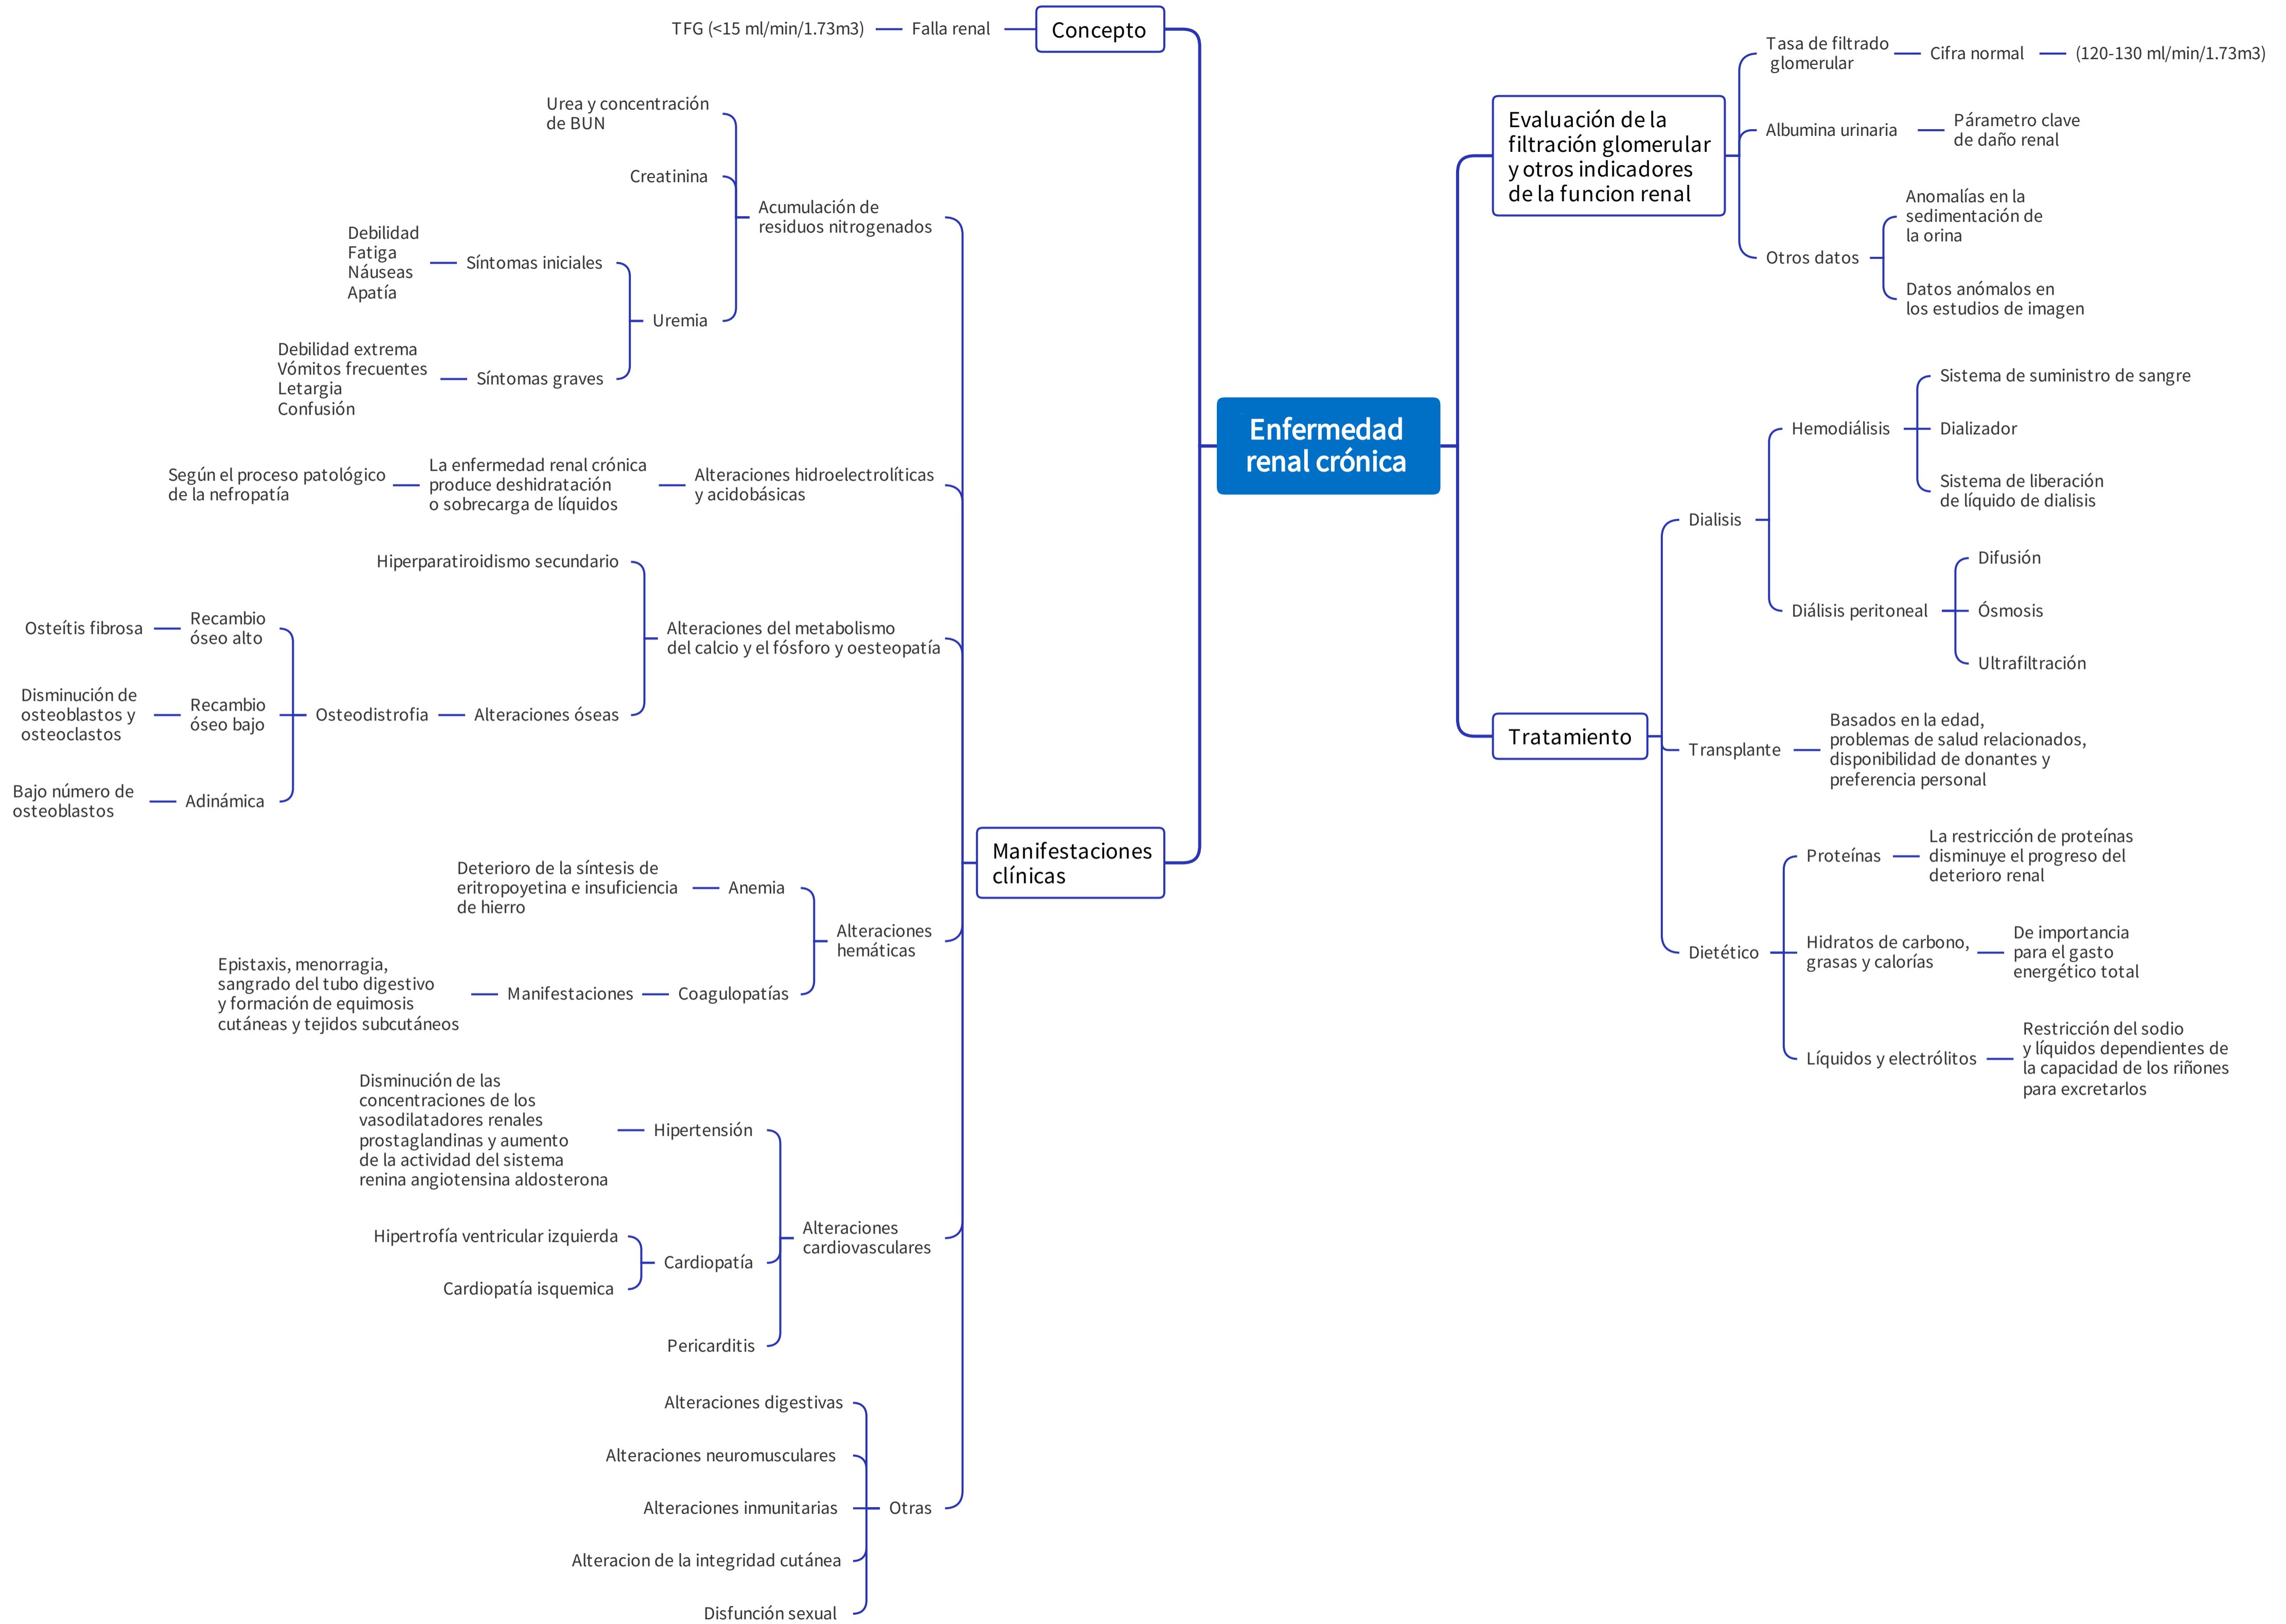 Enfermedad
renal crónica
Concepto
Falla renal
TFG (<15 ml/min/1.73m3)
Manifestaciones
clínicas
Acumulación de
residuos nitrogenados
Urea y concentración
de BUN
Creatinina
Uremia
Síntomas iniciales
Debilidad
Fatiga
Náuseas
Apatía
Síntomas graves
Debilidad extrema
Vómitos frecuentes
Letargia
Confusión
Alteraciones hidroelectrolíticas
y acidobásicas
La enfermedad renal crónica
produce deshidratación
o sobrecarga de líquidos
Según el proceso patológico
de la nefropatía
Alteraciones del metabolismo
del calcio y el fósforo y oesteopatía
Hiperparatiroidismo secundario
Alteraciones óseas
Osteodistrofia
Recambio
óseo alto
Osteítis fibrosa
Recambio
óseo bajo
Disminución de
osteoblastos y
osteoclastos
Adinámica
Bajo número de
osteoblastos
Alteraciones
hemáticas
Anemia
Deterioro de la síntesis de
eritropoyetina e insuficiencia
de hierro
Coagulopatías
Manifestaciones
Epistaxis, menorragia,
sangrado del tubo digestivo
y formación de equimosis
cutáneas y tejidos subcutáneos
Alteraciones
cardiovasculares
Hipertensión
Disminución de las
concentraciones de los
vasodilatadores renales
prostaglandinas y aumento
de la actividad del sistema
renina angiotensina aldosterona
Cardiopatía
Hipertrofía ventricular izquierda
Cardiopatía isquemica
Pericarditis
Otras
Alteraciones digestivas
Alteraciones neuromusculares
Alteraciones inmunitarias
Alteracion de la integridad cutánea
Disfunción sexual
Evaluación de la
filtración glomerular
y otros indicadores
de la funcion renal
Tasa de filtrado
glomerular
Cifra normal
(120-130 ml/min/1.73m3)
Albumina urinaria
Párametro clave
de daño renal
Otros datos
Anomalías en la
sedimentación de
la orina
Datos anómalos en
los estudios de imagen
Tratamiento
Dialisis
Hemodiálisis
Sistema de suministro de sangre
Dializador
Sistema de liberación
de líquido de dialisis
Diálisis peritoneal
Difusión
Ósmosis
Ultrafiltración
Transplante
Basados en la edad,
problemas de salud relacionados,
disponibilidad de donantes y
preferencia personal
Dietético
Proteínas
La restricción de proteínas
disminuye el progreso del
deterioro renal
Hidratos de carbono,
grasas y calorías
De importancia
para el gasto
energético total
Líquidos y electrólitos
Restricción del sodio
y líquidos dependientes de
la capacidad de los riñones
para excretarlos